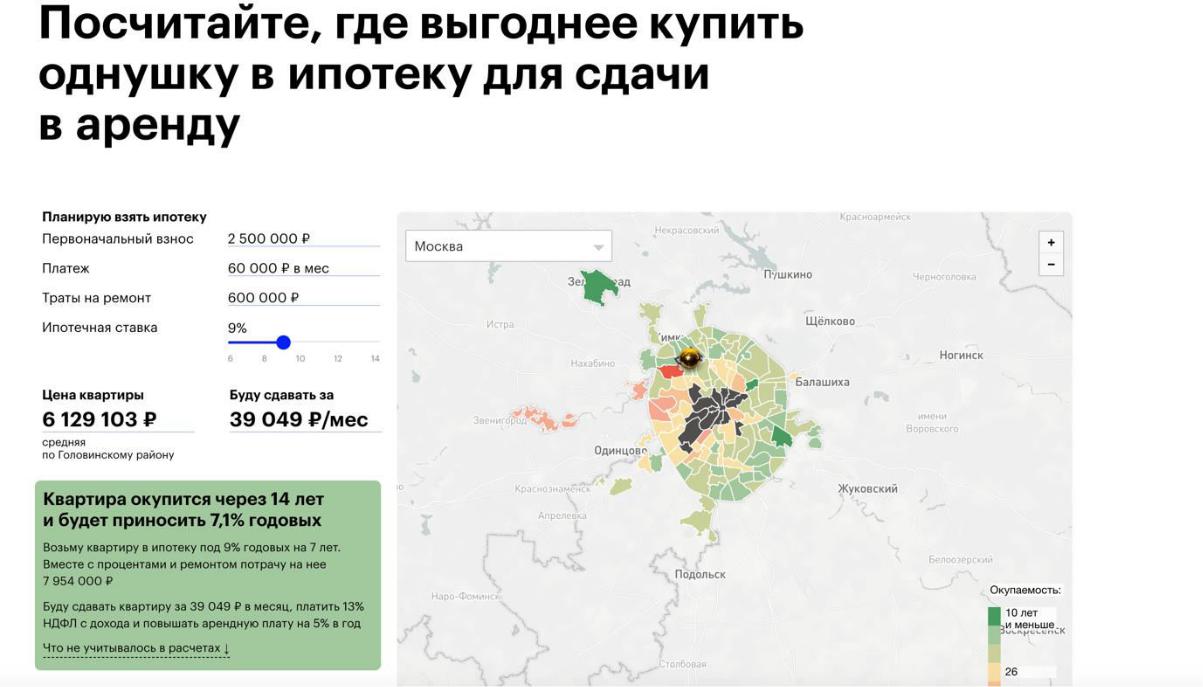 Посчитайте, где выгоднее купить
однушку в ипотеку для сдачи
в аренду
Планирую взять ипотеку
Первоначальный взнос 2 500 000 ₽
Платеж 60 000 ₽ в мес
Траты на ремонт 600 000 ₽
Ипотечная ставка 9%
6 8 10 12 14
Цена квартиры
6 129 103 ₽
средняя
по Головинскому району
Буду сдавать за
39 049 ₽/мес
Квартира окупится через 14 лет
и будет приносить 7,1% годовых
Возьму квартиру в ипотеку под 9% годовых на 7 лет.
Вместе с процентами и ремонтом потрачу на нее
7 954 000 ₽
Буду сдавать квартиру за 39 049 ₽ в месяц, платить 13%
НДФЛ с дохода и повышать арендную плату на 5% в год
Что не учитывалось в расчетах ↓
Москва
+
−
Красноармейск
Некрасовский
Пушкино
Черноголовка
Истра
Щёлково
Нахабино
Ногинск
Балашиха
Звенигород
имени
Воровского
Одинцово
Краснознаменск
Жуковский
Апрелевка
Белоозёрский
Подольск
Наро-Фоминск
Столбовая
Окупаемость:
10 лет
и меньше
Воскресенск
26